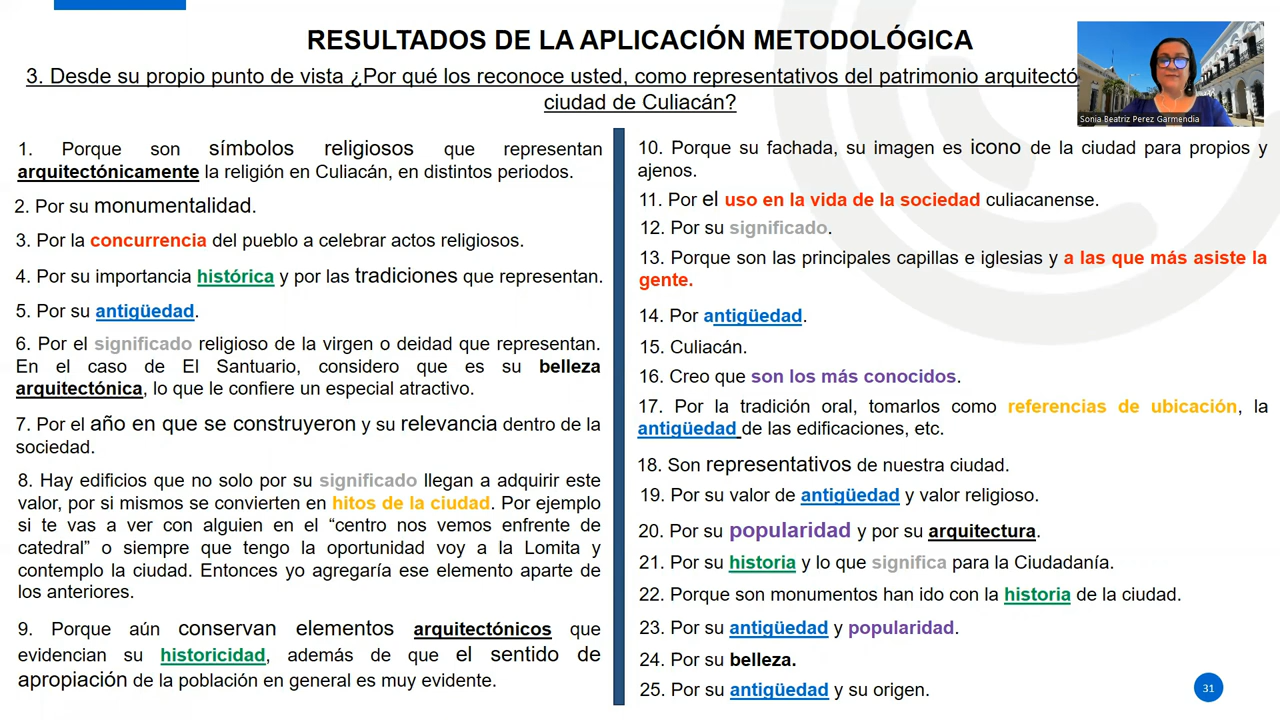 RESULTADOS DE LA APLICACIÓN METODOLÓGICA
3. Desde su propio punto de vista ¿Por qué los reconoce usted, como representativos del patrimonio
ciudad de Culiacán?
Sonia Beatriz Perez Garmendia
1. Porque son símbolos religiosos que representan
arquitectónicamente la religión en Culiacán, en distintos periodos.
2. Por su monumentalidad.
3. Por la concurrencia del pueblo a celebrar actos religiosos.
4. Por su importancia histórica y por las tradiciones que representan.
5. Por su antigüedad.
6. Por el significado religioso de la virgen o deidad que representan.
En el caso de El Santuario, considero que es su belleza
arquitectónica, lo que le confiere un especial atractivo.
7. Por el año en que se construyeron y su relevancia dentro de la
sociedad.
8. Hay edificios que no solo por su significado llegan a adquirir este
valor, por si mismos se convierten en hitos de la ciudad. Por ejemplo
si te vas a ver con alguien en el “centro nos vemos enfrente de
catedral” o siempre que tengo la oportunidad voy a la Lomita y
contemplo la ciudad. Entonces yo agregaría ese elemento aparte de
los anteriores.
9. Porque aún conservan elementos arquitectónicos que
evidencian su historicidad, además de que el sentido de
apropiación de la población en general es muy evidente.
10. Porque su fachada, su imagen es icono de la ciudad para propios y
ajenos.
11. Por el uso en la vida de la sociedad culiacanense.
12. Por su significado.
13. Porque son las principales capillas e iglesias y a las que más asiste la
gente.
14. Por antigüedad.
15. Culiacán.
16. Creo que son los más conocidos.
17. Por la tradición oral, tomarlos como referencias de ubicación, la
antigüedad de las edificaciones, etc.
18. Son representativos de nuestra ciudad.
19. Por su valor de antigüedad y valor religioso.
20. Por su popularidad y por su arquitectura.
21. Por su historia y lo que significa para la Ciudadanía.
22. Porque son monumentos han ido con la historia de la ciudad.
23. Por su antigüedad y popularidad.
24. Por su belleza.
25. Por su antigüedad y su origen.
31